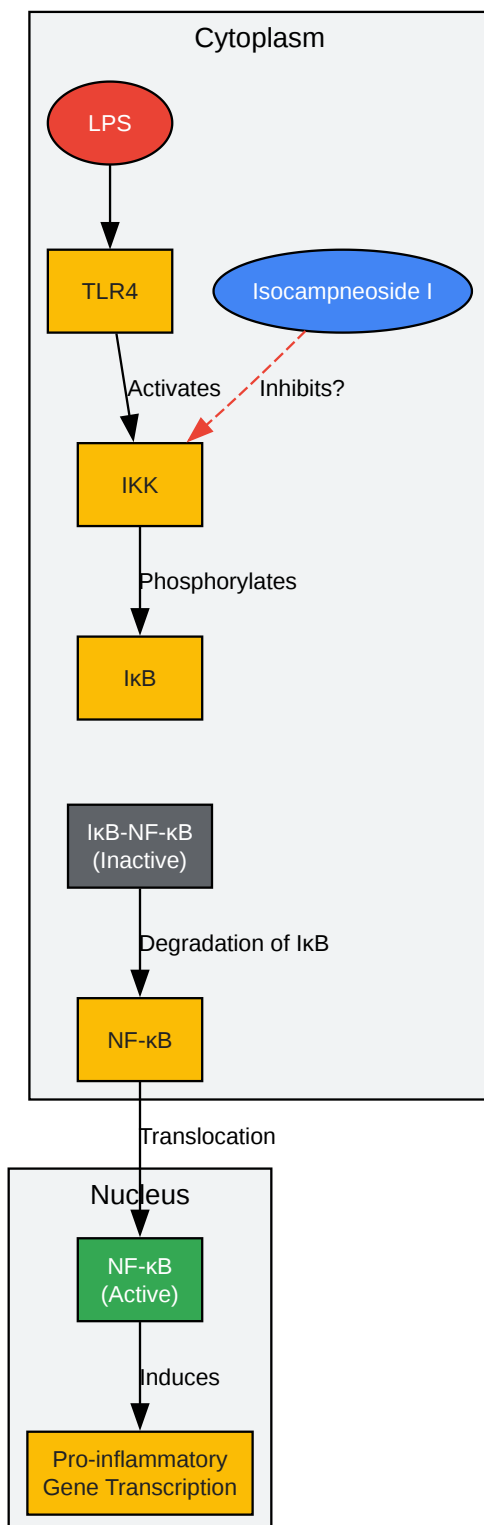 Cytoplasm
LPS
TLR4
Isocampneoside I
Activates
Inhibits?
IKK
Phosphorylates
IκB
IκB-NF-κB
(Inactive)
Degradation of IκB
NF-κB
Translocation
Nucleus
NF-κB
(Active)
Induces
Pro-inflammatory
Gene Transcription